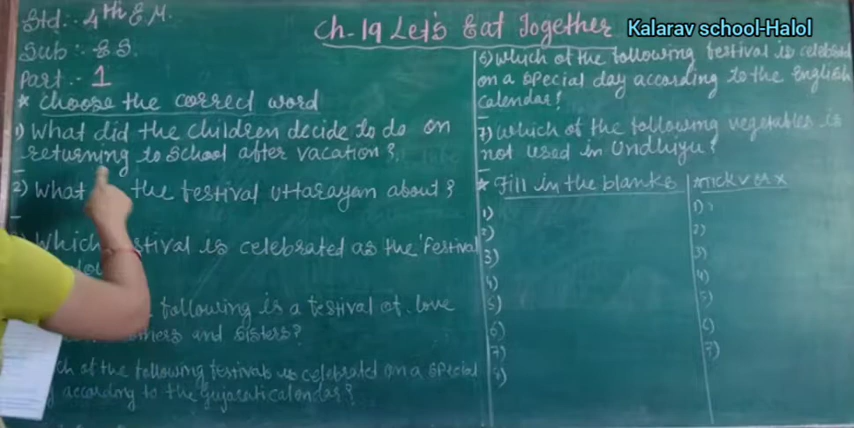 Std:- 4th E.M.
Sub:- E S.
Part:- 1
Ch-19 Let's Eat Together
Kalarav school-Halol
* choose the correct word
1) What did the children decide to do on
returning to school after vacation?
2) What the festival Uttarayan about?
Which festival is celebrated as the 'Festival
following is a festival of love
and sisters?
of the following festivals is celebrated on a special
according to the Gujarati calendar?
6) Which of the following festival is celebrated
on a special day according to the English
calendar?
7) Which of the following vegetables is
not used in Undhiyu?
* Fill in the blanks
1)
2)
3)
4)
5)
6)
7)
8)
* Tick ✓ or x
1)
2)
3)
4)
5)
6)
7)